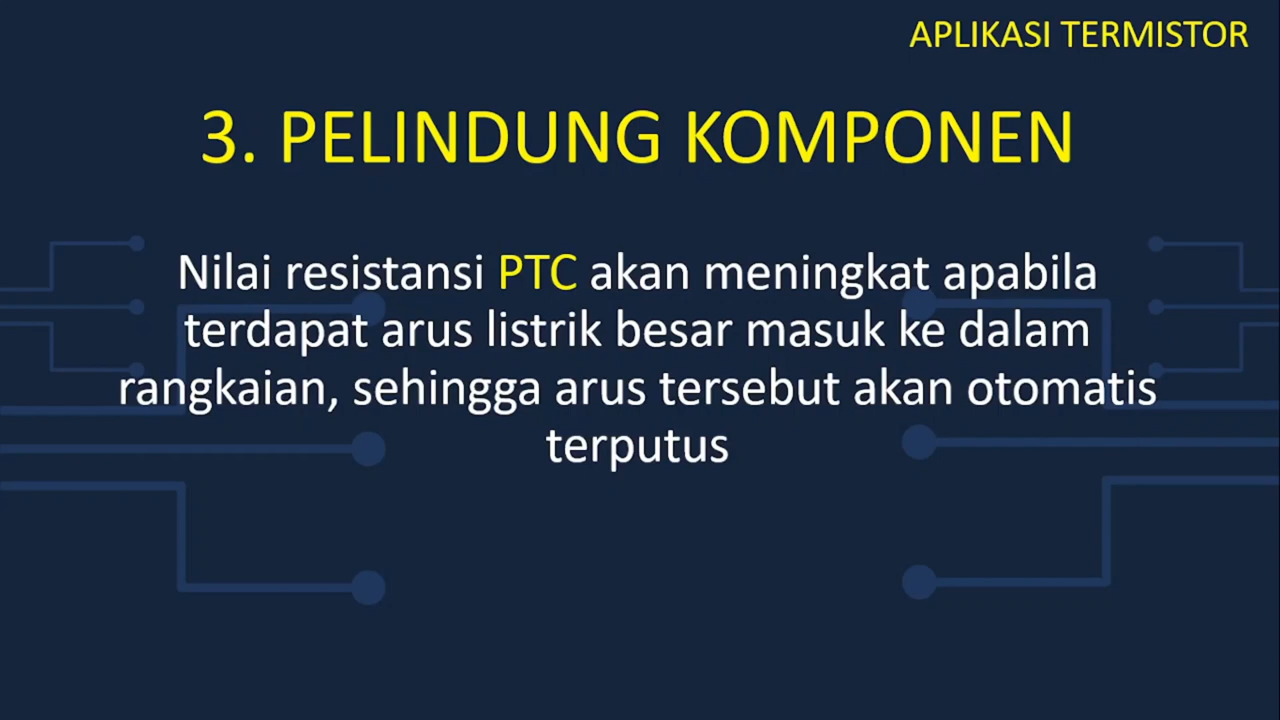 APLIKASI TERMISTOR
3. PELINDUNG KOMPONEN
Nilai resistansi PTC akan meningkat apabila
terdapat arus listrik besar masuk ke dalam
rangkaian, sehingga arus tersebut akan otomatis
terputus